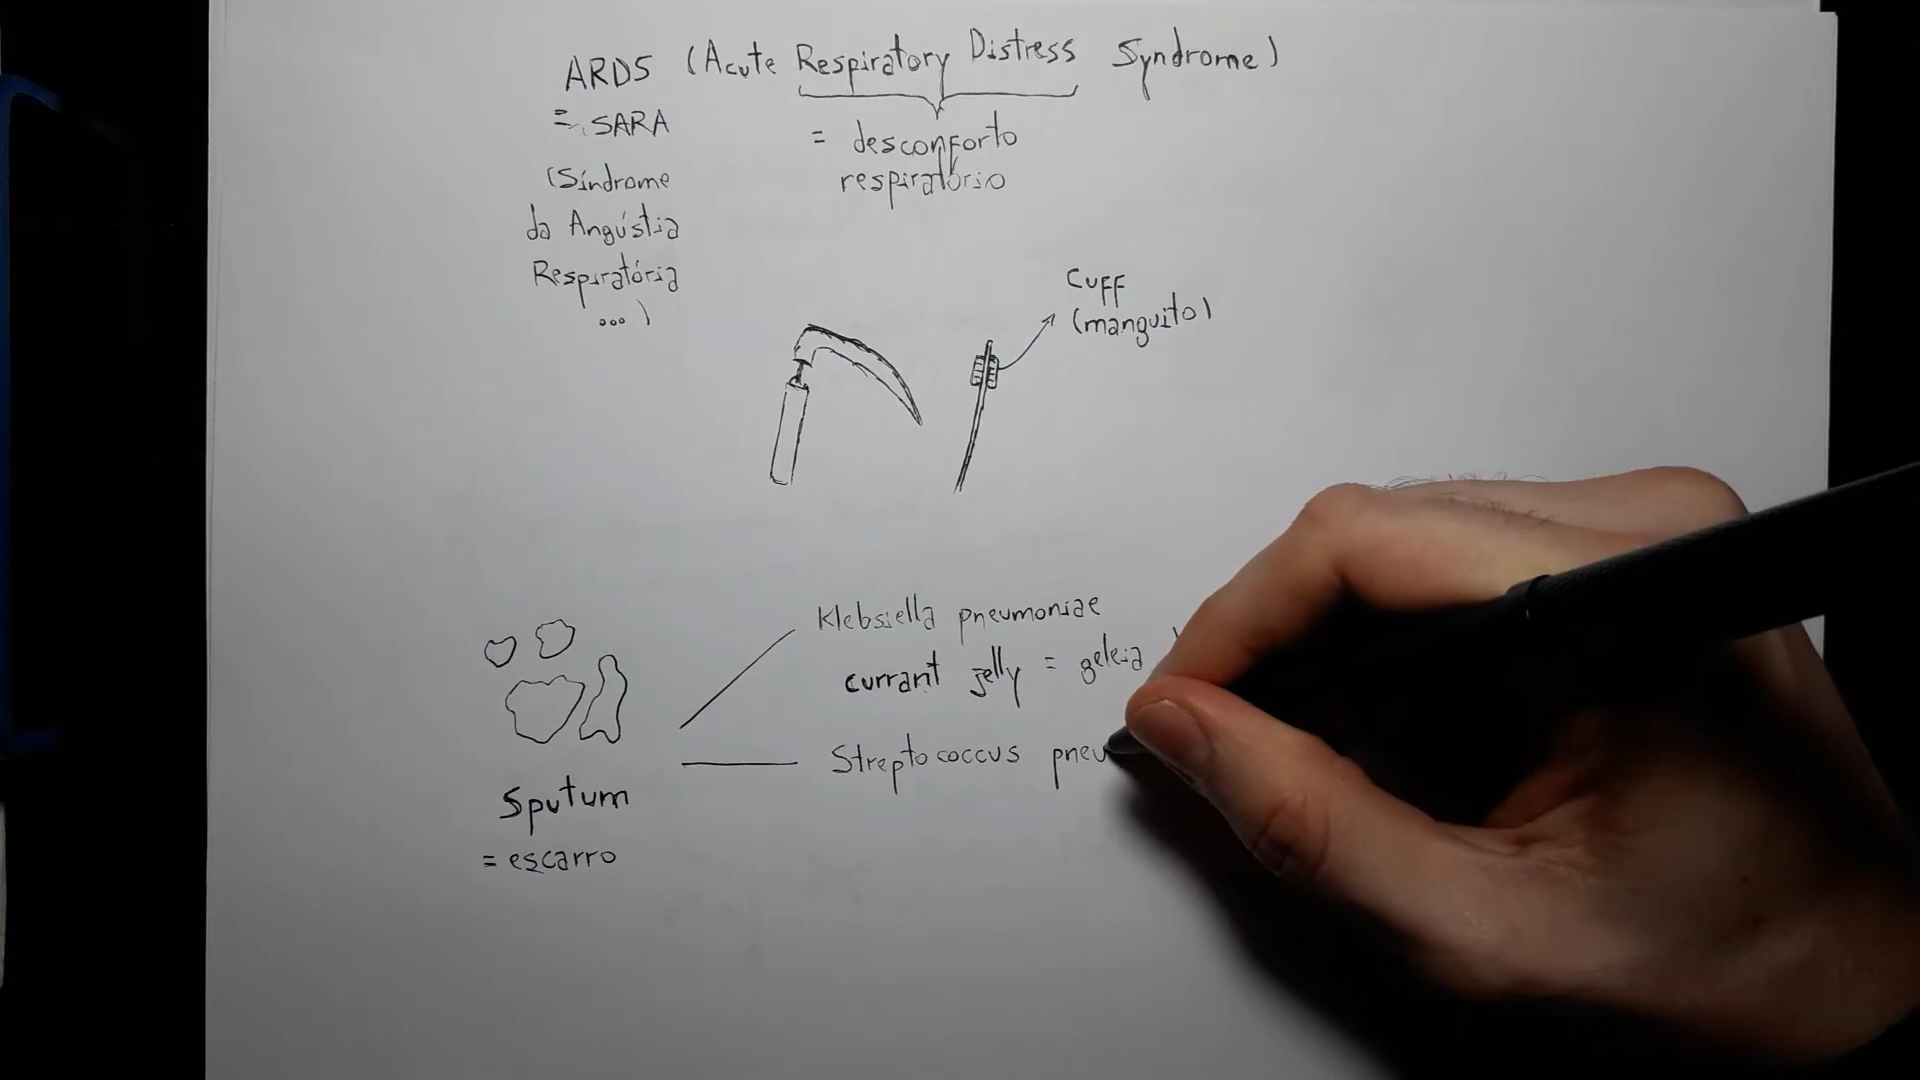 ARDS (Acute Respiratory Distress Syndrome)
= SARA
(Síndrome
da Angústia
Respiratória
...)
= desconforto
respiratório
Cuff
(manguito)
Klebsiella pneumoniae
currant jelly = geleia
Streptococcus pneu
Sputum
= escarro